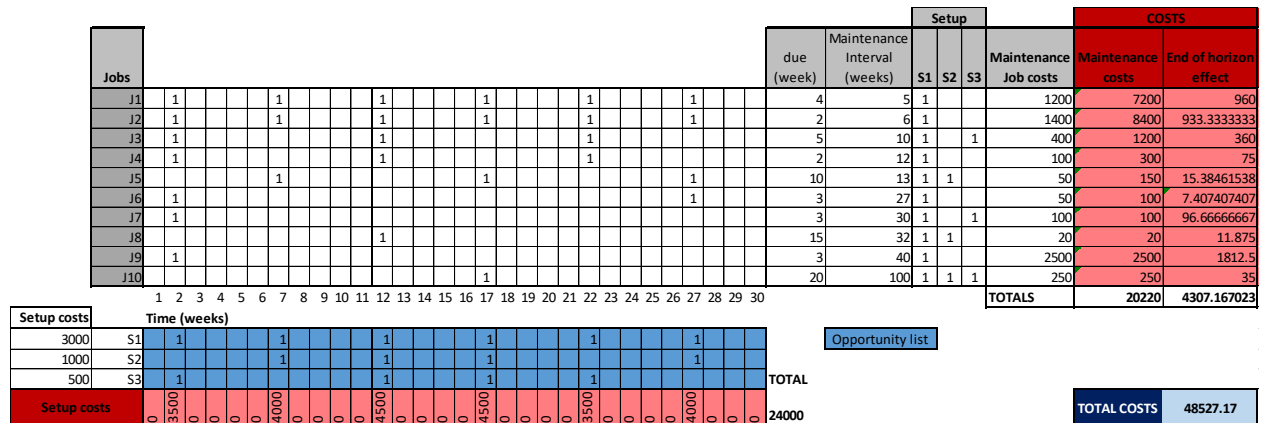 Setup COSTS
Jobs due (week) Maintenance Interval (weeks) S1 S2 S3 Maintenance Job costs Maintenance costs End of horizon effect
J1 1 1 1 1 1 1 4 5 1 1200 7200 960
J2 1 1 1 1 1 1 2 6 1 1400 8400 933.3333333
J3 1 1 1 5 10 1 1 400 1200 360
J4 1 1 1 2 12 1 100 300 75
J5 1 1 1 10 13 1 1 50 150 15.38461538
J6 1 1 3 27 1 50 100 7.407407407
J7 1 3 30 1 1 100 100 96.66666667
J8 1 15 32 1 1 20 20 11.875
J9 1 3 40 1 2500 2500 1812.5
J10 1 20 100 1 1 1 250 250 35
1 2 3 4 5 6 7 8 9 10 11 12 13 14 15 16 17 18 19 20 21 22 23 24 25 26 27 28 29 30 TOTALS 20220 4307.167023
Setup costs Time (weeks)
3000 S1 1 1 1 1 1 1 Opportunity list
1000 S2 1 1 1 1
500 S3 1 1 1 1 TOTAL
Setup costs 0 3500 0 0 0 0 4000 0 0 0 0 4500 0 0 0 0 4500 0 0 0 0 3500 0 0 0 0 4000 0 0 0 24000 TOTAL COSTS 48527.17